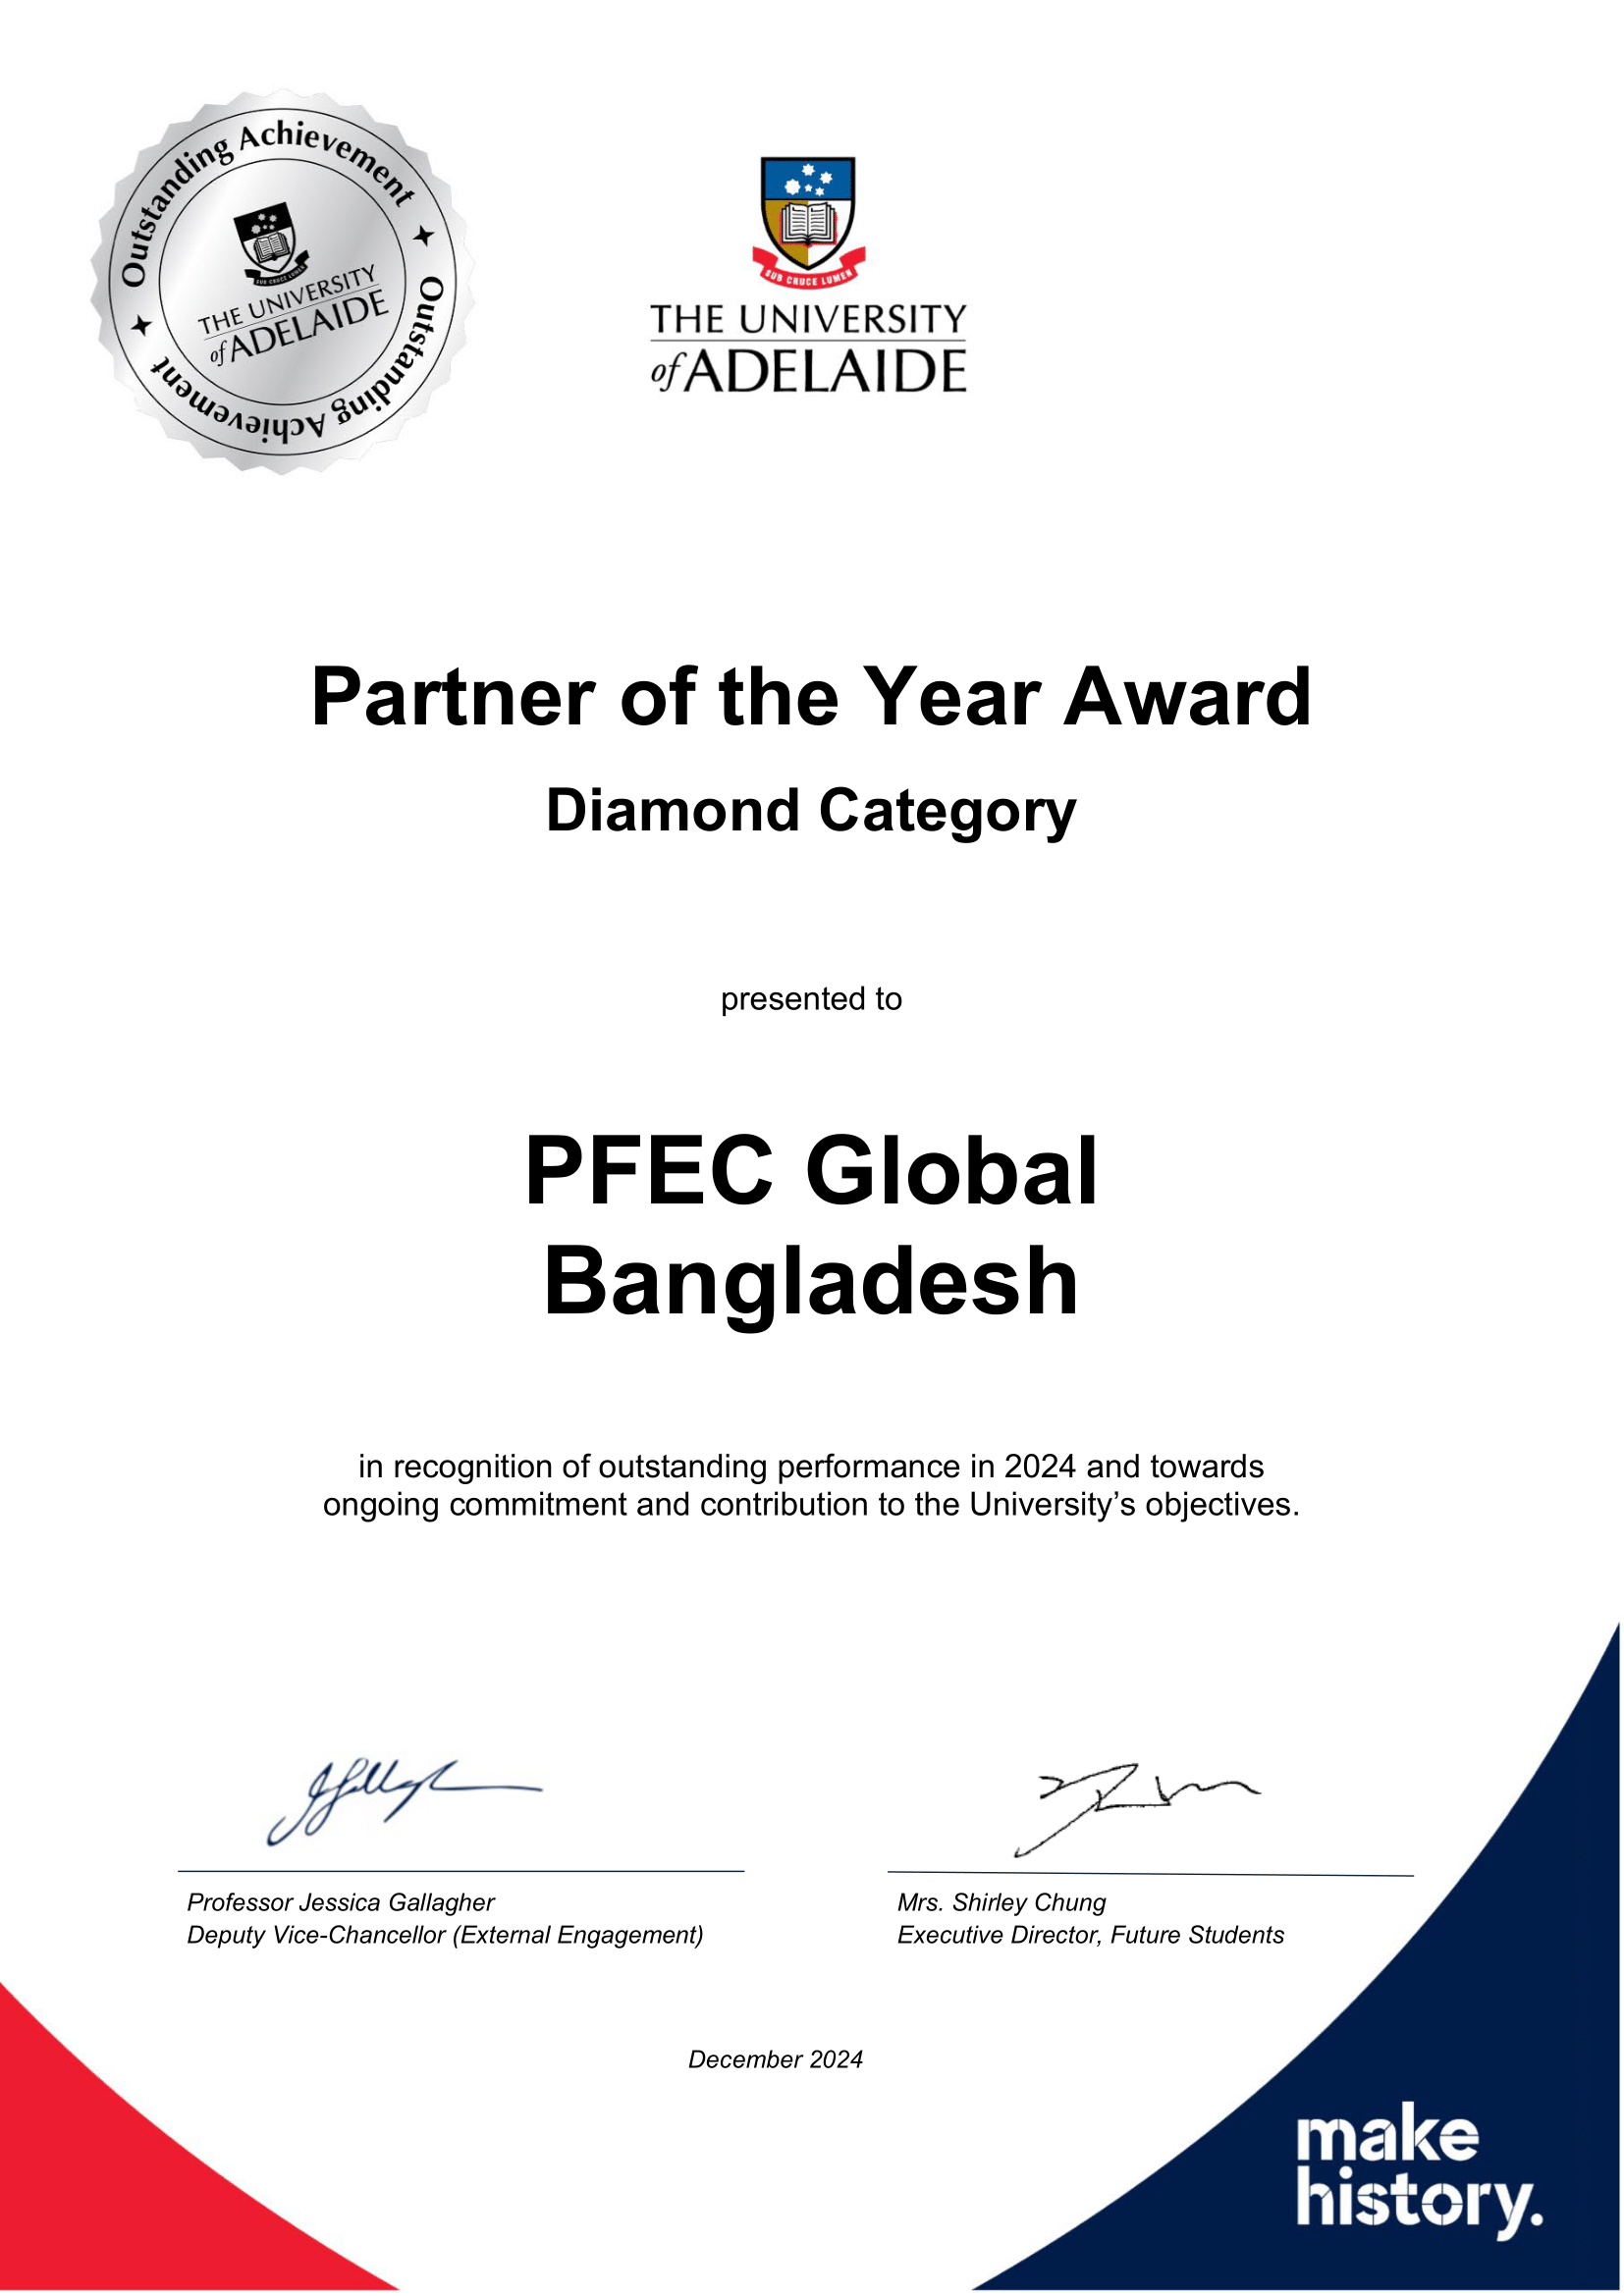 Outstanding Achievement
Outstanding Achievement
SUB CRUCE LUMEN
THE UNIVERSITY
of ADELAIDE
SUB CRUCE LUMEN
THE UNIVERSITY
of ADELAIDE
Partner of the Year Award
Diamond Category
presented to
PFEC Global
Bangladesh
in recognition of outstanding performance in 2024 and towards
ongoing commitment and contribution to the University’s objectives.
Professor Jessica Gallagher
Deputy Vice-Chancellor (External Engagement)
Mrs. Shirley Chung
Executive Director, Future Students
December 2024
make
history.